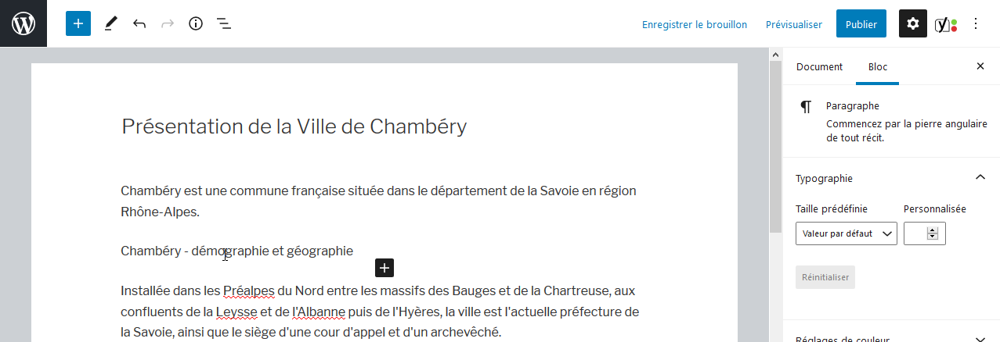 Enregistrer le brouillon Prévisualiser Publier
Document Bloc
Paragraphe
Commencez par la pierre angulaire
de tout récit.
Présentation de la Ville de Chambéry
Typographie
Chambéry est une commune française située dans le département de la Savoie en région
Rhône-Alpes.
Taille prédéfinie Personnalisée
Valeur par défaut
Chambéry - démographie et géographie
Réinitialiser
Installée dans les Préalpes du Nord entre les massifs des Bauges et de la Chartreuse, aux
confluents de la Leysse et de l'Albanne puis de l'Hyères, la ville est l'actuelle préfecture de
la Savoie, ainsi que le siège d'une cour d'appel et d'un archevêché.
Réglages de couleur